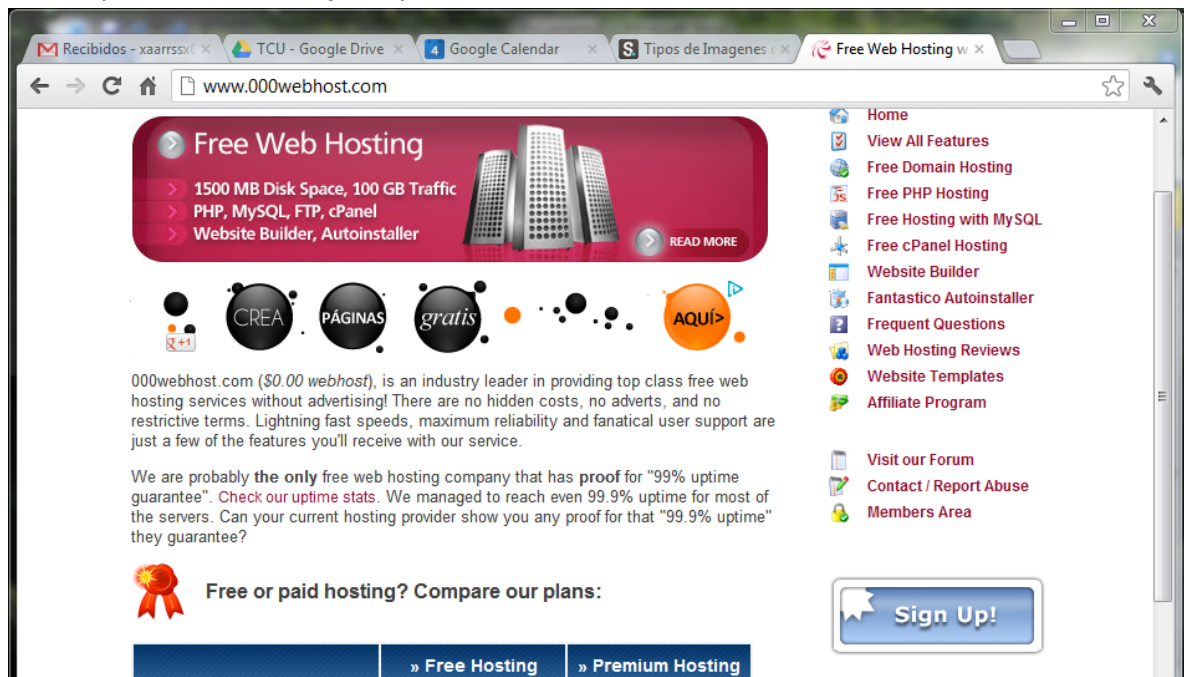 Recibidos - xaarrssx
TCU - Google Drive
4 Google Calendar
S. Tipos de Imagenes
Free Web Hosting w
www.000webhost.com
Free Web Hosting
1500 MB Disk Space, 100 GB Traffic
PHP, MySQL, FTP, cPanel
Website Builder, Autoinstaller
READ MORE
+1
CREA PÁGINAS gratis AQUÍ>
000webhost.com ($0.00 webhost), is an industry leader in providing top class free web
hosting services without advertising! There are no hidden costs, no adverts, and no
restrictive terms. Lightning fast speeds, maximum reliability and fanatical user support are
just a few of the features you'll receive with our service.
We are probably the only free web hosting company that has proof for "99% uptime
guarantee". Check our uptime stats. We managed to reach even 99.9% uptime for most of
the servers. Can your current hosting provider show you any proof for that "99.9% uptime"
they guarantee?
Free or paid hosting? Compare our plans:
» Free Hosting » Premium Hosting
Home
View All Features
Free Domain Hosting
Free PHP Hosting
Free Hosting with MySQL
Free cPanel Hosting
Website Builder
Fantastico Autoinstaller
Frequent Questions
Web Hosting Reviews
Website Templates
Affiliate Program
Visit our Forum
Contact / Report Abuse
Members Area
Sign Up!